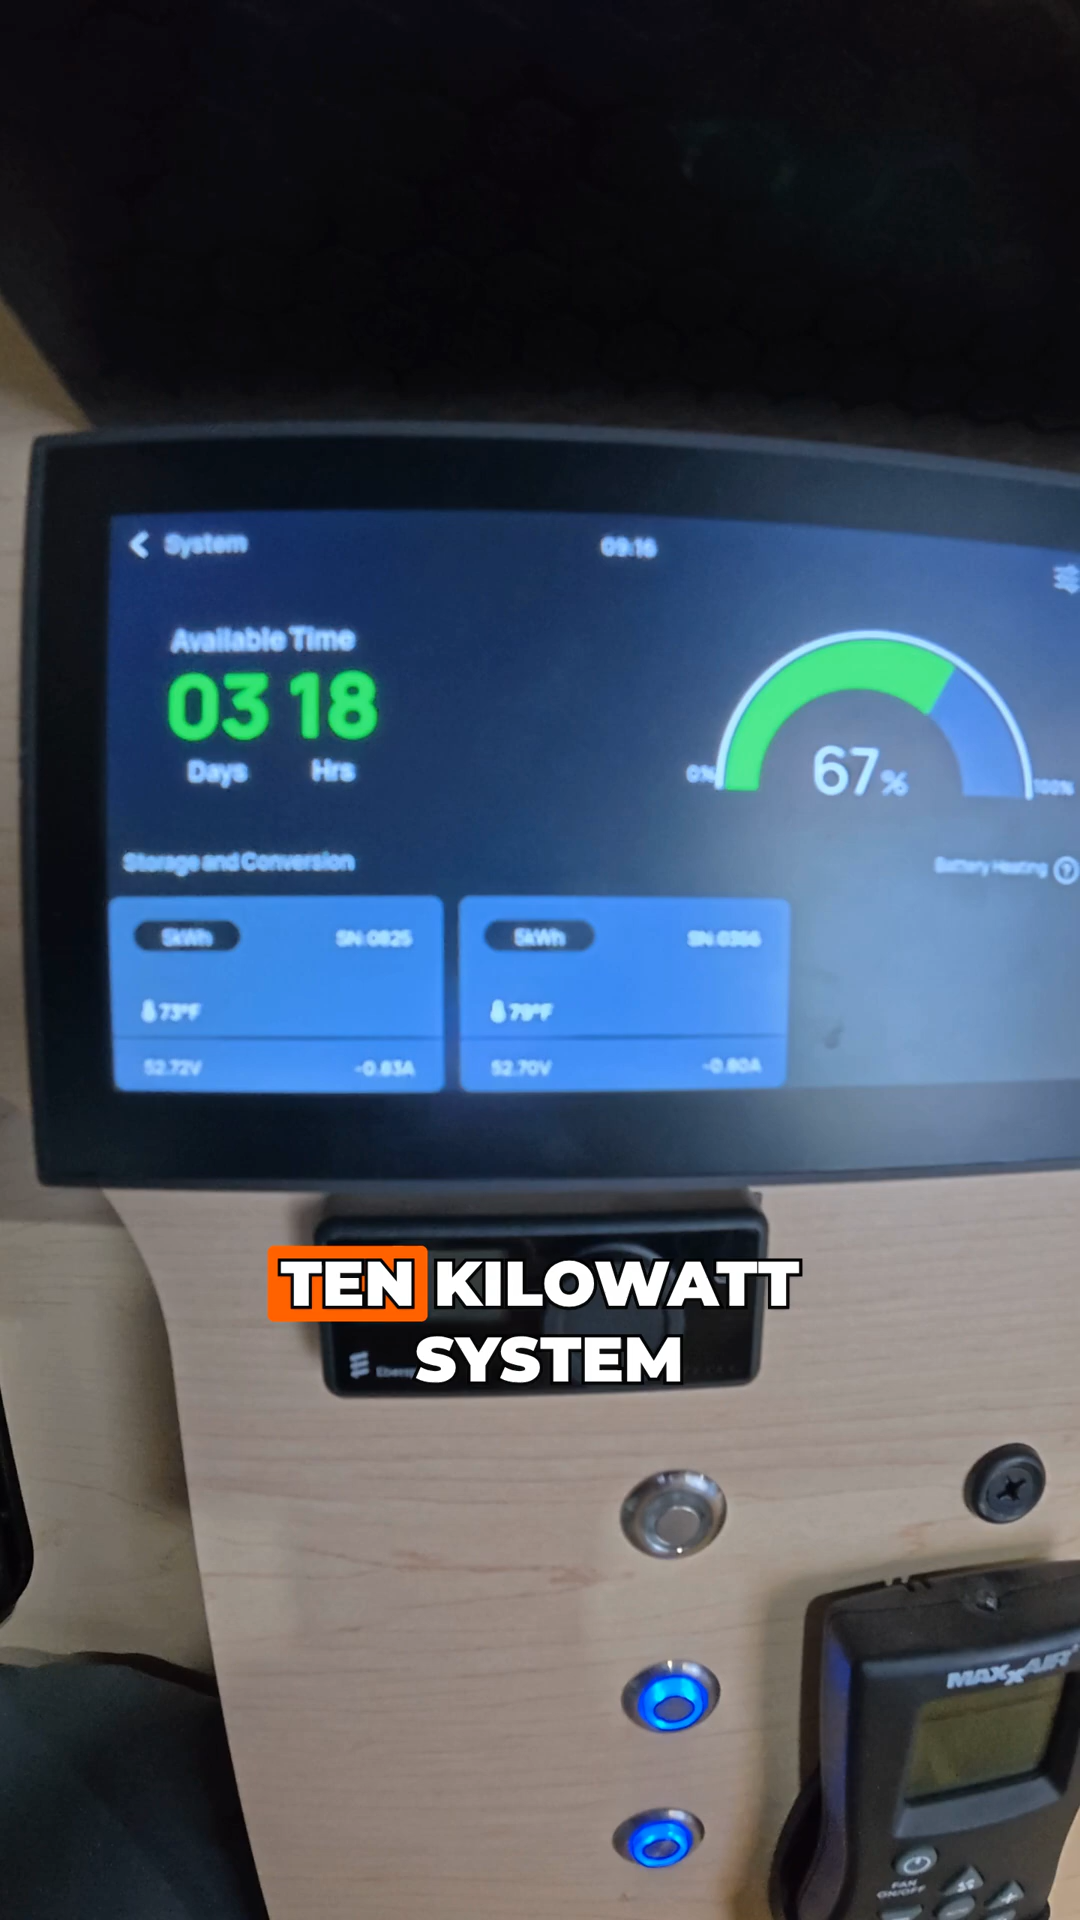 System
09:16
Available Time
03 18
Days Hrs
67%
0%
100%
Storage and Conversion
Battery Heating ?
5kWh SN:0825
73°F
52.72V -0.83A
5kWh
79°F
52.70V -0.80A
TEN KILOWATT
SYSTEM
MAXXAIR
FAN
ON/OFF